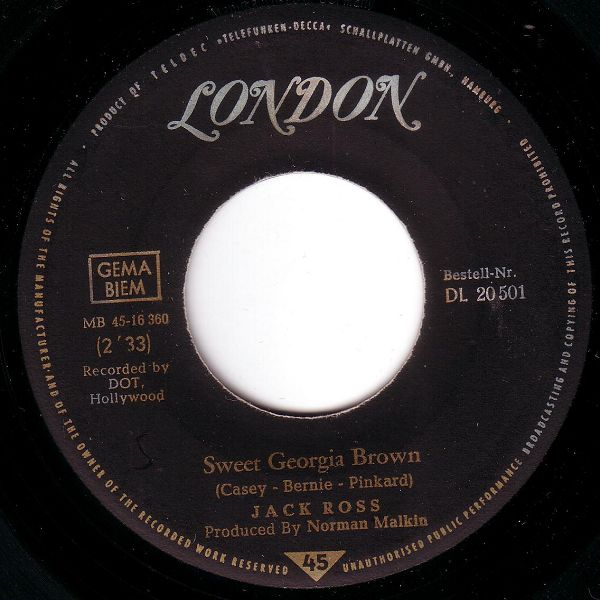 PRODUCT OF TELDEC »TELEFUNKEN-DECCA« SCHALLPLATTEN GMBH., HAMBURG ·
LONDON
GEMA
BIEM
MB 45-16 360
(2´33)
Recorded by
DOT,
Hollywood
Bestell-Nr.
DL 20 501
Sweet Georgia Brown
(Casey - Bernie - Pinkard)
JACK ROSS
Produced By Norman Malkin
45
ALL RIGHTS OF THE MANUFACTURER AND OF THE OWNER OF THE RECORDED WORK RESERVED
UNAUTHORISED PUBLIC PERFORMANCE BROADCASTING AND COPYING OF THIS RECORD PROHIBITED